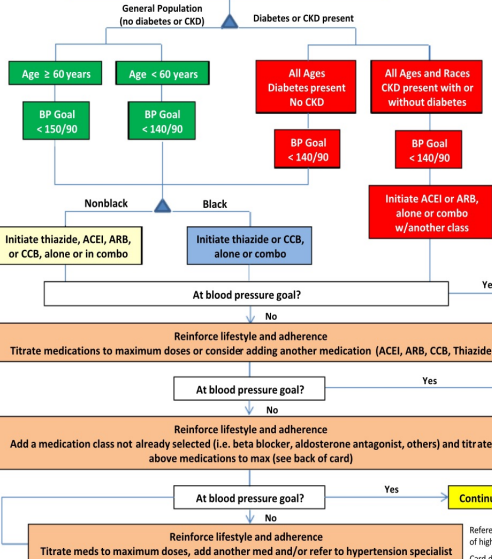 General Population
(no diabetes or CKD)
Diabetes or CKD present
Age ≥ 60 years
Age < 60 years
All Ages
Diabetes present
No CKD
All Ages and Races
CKD present with or
without diabetes
BP Goal
< 150/90
BP Goal
< 140/90
BP Goal
< 140/90
BP Goal
< 140/90
Initiate ACEI or ARB,
alone or combo
w/another class
Nonblack
Black
Initiate thiazide, ACEI, ARB,
or CCB, alone or in combo
Initiate thiazide or CCB,
alone or combo
At blood pressure goal?
Ye
No
Reinforce lifestyle and adherence
Titrate medications to maximum doses or consider adding another medication (ACEI, ARB, CCB, Thiazide
At blood pressure goal?
Yes
No
Reinforce lifestyle and adherence
Add a medication class not already selected (i.e. beta blocker, aldosterone antagonist, others) and titrate
above medications to max (see back of card)
At blood pressure goal?
Yes
Continu
No
Reinforce lifestyle and adherence
Titrate meds to maximum doses, add another med and/or refer to hypertension specialist
Refere
of high